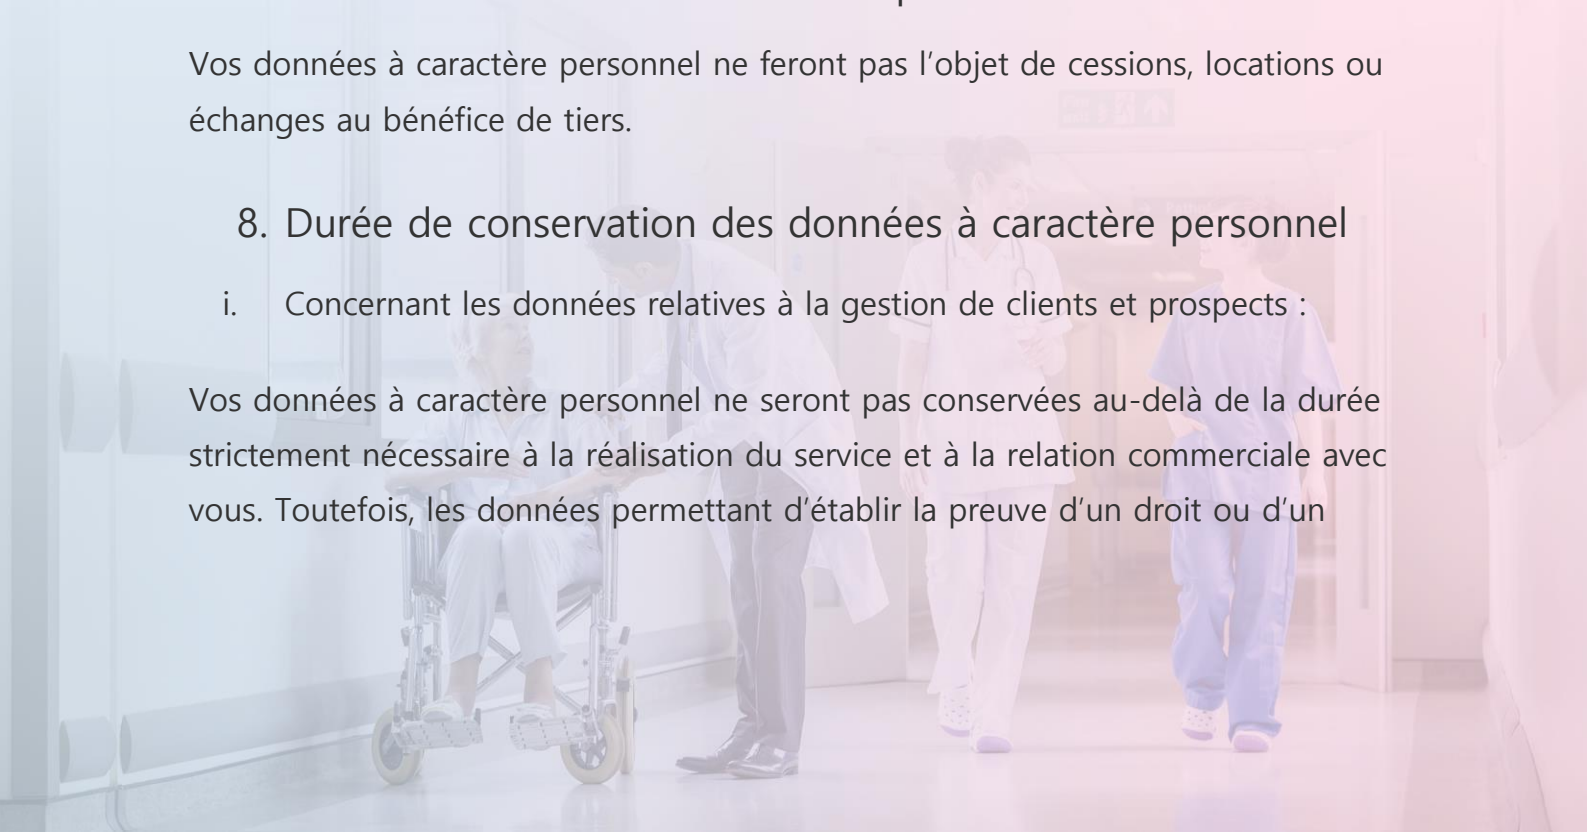 Vos données à caractère personnel ne feront pas l’objet de cessions, locations ou
échanges au bénéfice de tiers.
8. Durée de conservation des données à caractère personnel
i. Concernant les données relatives à la gestion de clients et prospects :
Vos données à caractère personnel ne seront pas conservées au-delà de la durée
strictement nécessaire à la réalisation du service et à la relation commerciale avec
vous. Toutefois, les données permettant d’établir la preuve d’un droit ou d’un